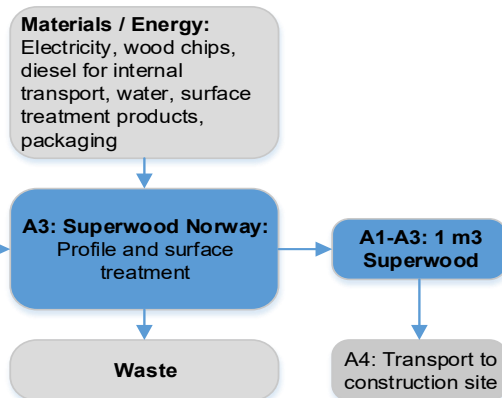 Materials / Energy:
Electricity, wood chips,
diesel for internal
transport, water, surface
treatment products,
packaging
A3: Superwood Norway:
Profile and surface
treatment
A1-A3: 1 m3
Superwood
Waste
A4: Transport to
construction site